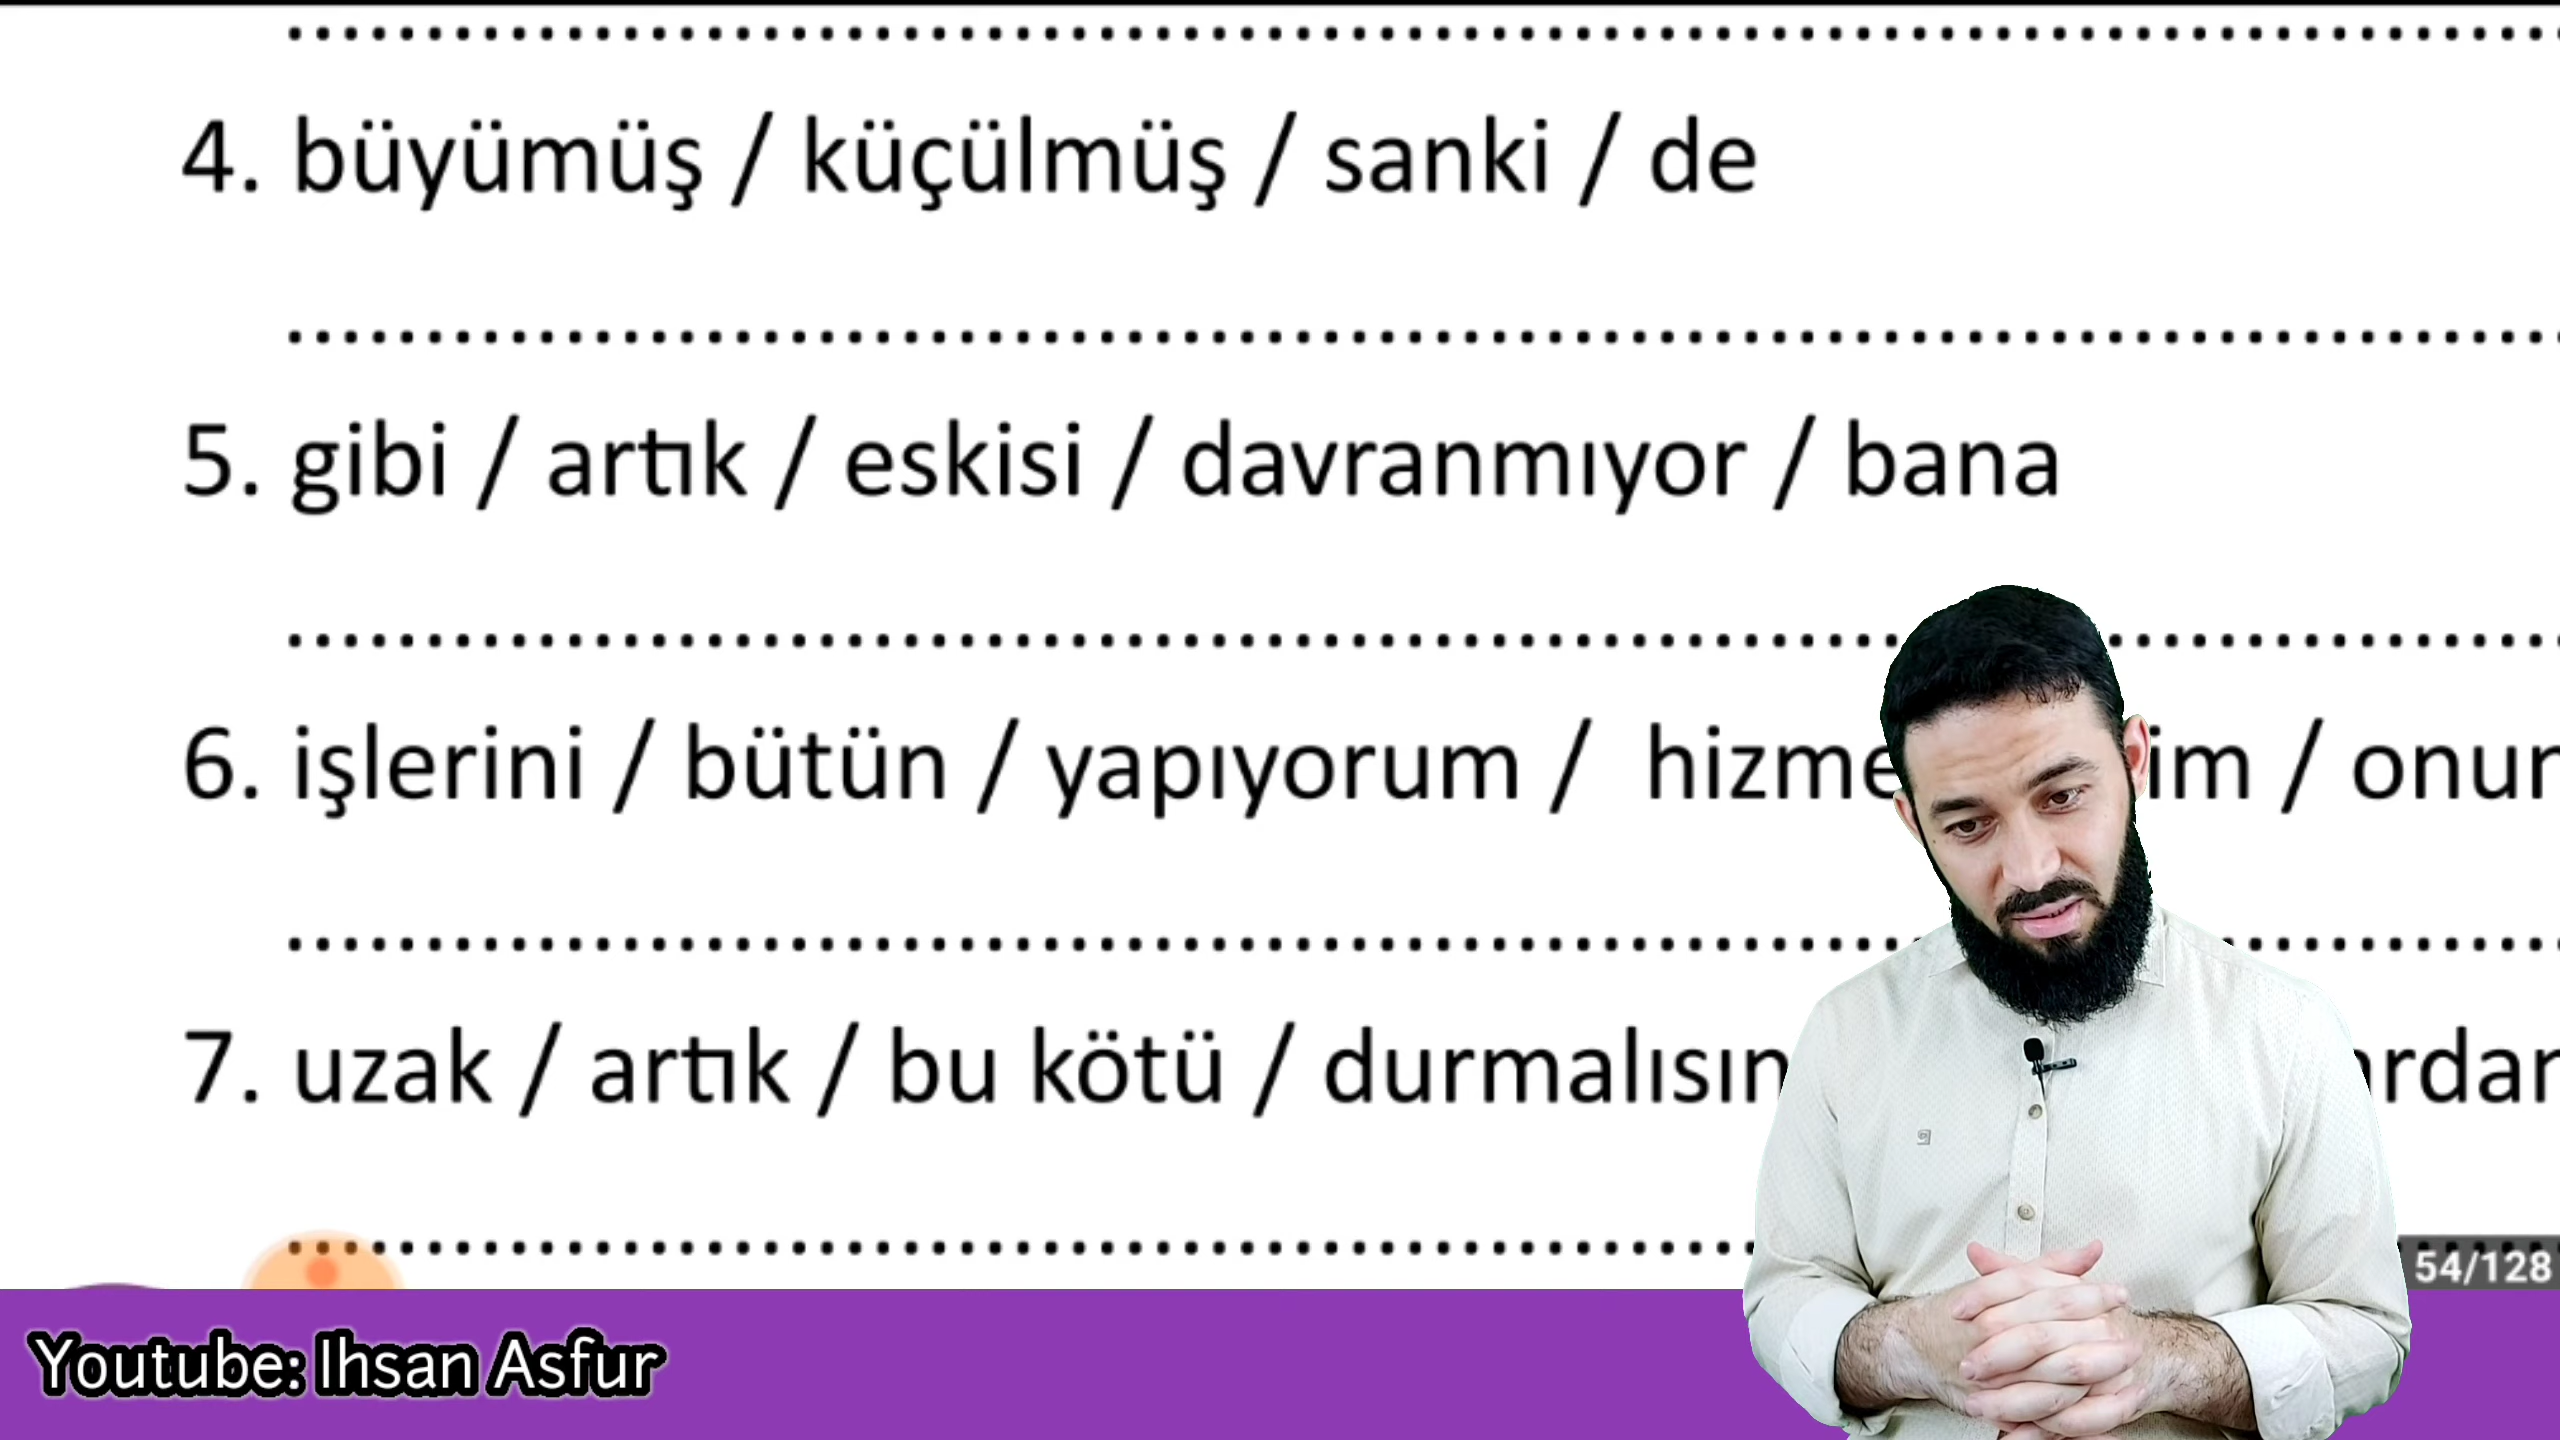 4. büyümüş / küçülmüş / sanki / de
5. gibi / artık / eskisi / davranmıyor / bana
6. işlerini / bütün / yapıyorum / /
7. uzak / artık / bu kötü / durmalısın
54/128
Youtube: Ihsan Asfur